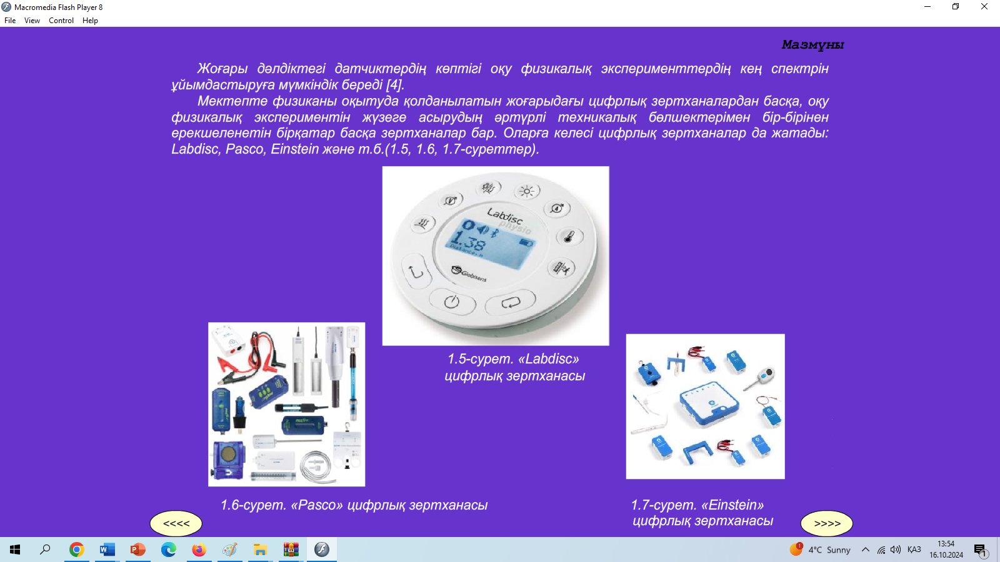 Macromedia Flash Player 8
File View Control Help
Мазмұны
Жоғары дәлдіктегі датчиктердің көптігі оқу физикалық эксперименттердің кең спектрін
ұйымдастыруға мүмкіндік береді [4].
Мектепте физиканы оқытуда қолданылатын жоғарыдағы цифрлық зертханалардан басқа, оқу
физикалық экспериментін жүзеге асырудың әртүрлі техникалық бөлшектерімен бір-бірінен
ерекшеленетін бірқатар басқа зертханалар бар. Оларға келесі цифрлық зертханалар да жатады:
Labdisc, Pasco, Einstein және т.б.(1.5, 1.6, 1.7-суреттер).
Labdisc
physio
1.38
Distance:m
Globisens
1.5-сурет. «Labdisc»
цифрлық зертханасы
1.6-сурет. «Pasco» цифрлық зертханасы
1.7-сурет. «Einstein»
цифрлық зертханасы
<<<<
>>>>
4°C Sunny
ҚАЗ
13:54
16.10.2024
1